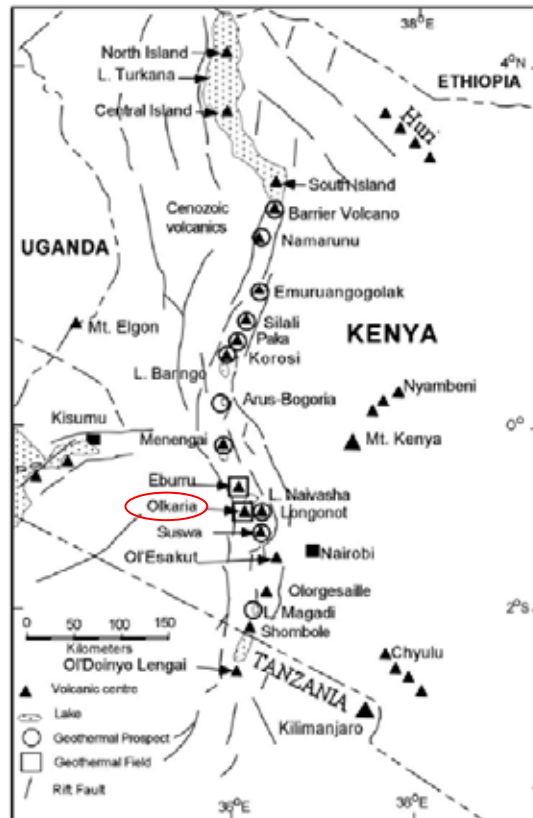 38°E
4°N
North Island
L. Turkana
ETHIOPIA
Central Island
Huri
South Island
Cenozoic
volcanics
Barrier Volcano
Namarunu
UGANDA
Emuruangogolak
Silali
Mt. Elgon
Paka
KENYA
Korosi
L. Baringo
Nyambeni
Arus-Bogoria
Kisumu
0°
Menengai
Mt. Kenya
Eburru
L. Naivasha
Olkaria
Longonot
Suswa
Nairobi
Ol'Esakut
Olorgesaille
0 50 100 150
L. Magadi
2°S
Kilometers
Shombole
Chyulu
Ol'Doinyo Lengai
TANZANIA
Volcanic centre
Lake
Kilimanjaro
Geothermal Prospect
Geothermal Field
Rift Fault
36°E
38°E